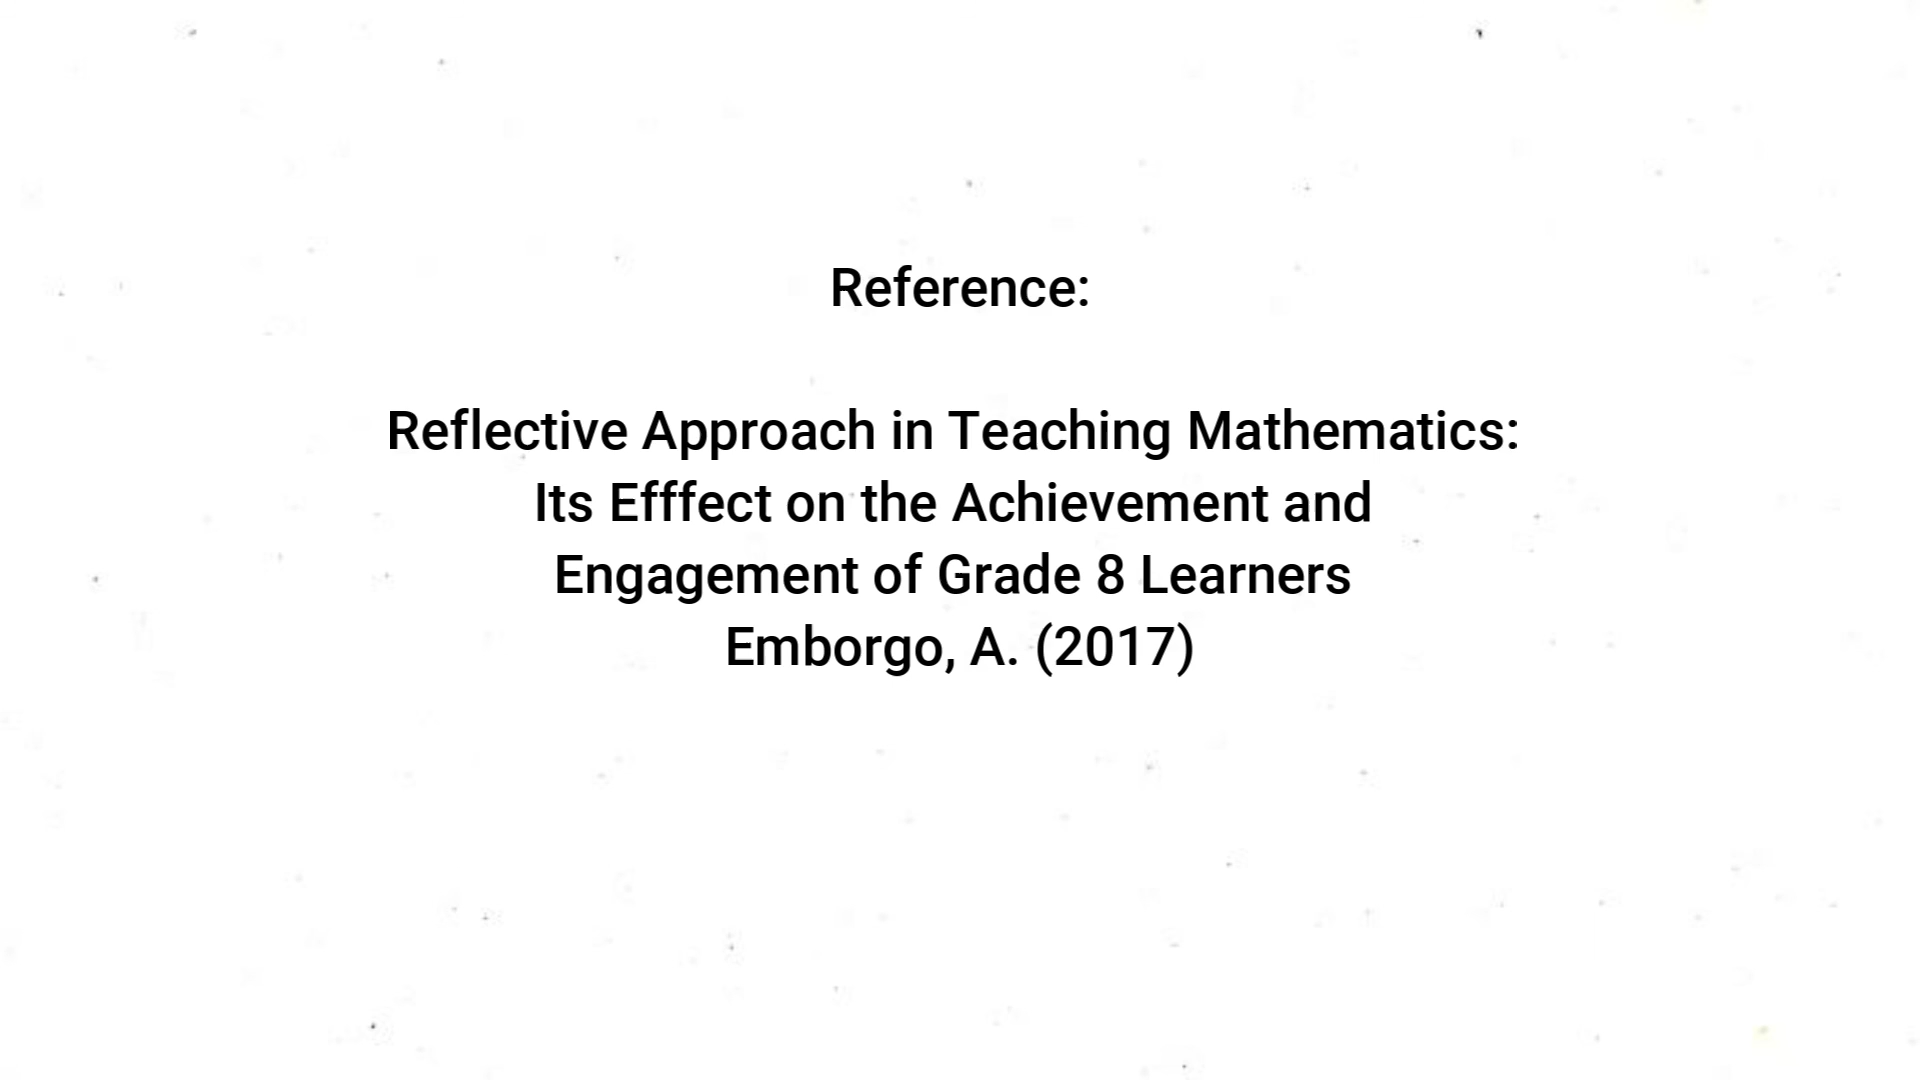 Reference:
Reflective Approach in Teaching Mathematics:
Its Efffect on the Achievement and
Engagement of Grade 8 Learners
Emborgo, A. (2017)